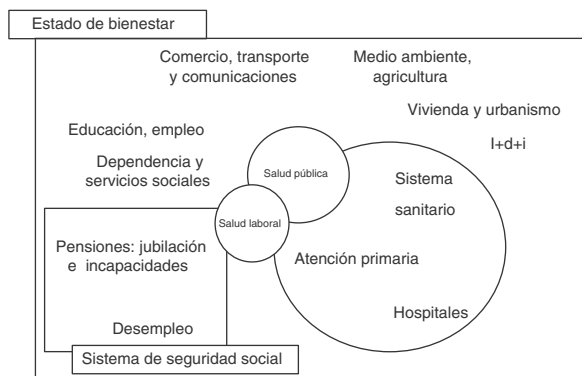 Estado de bienestar
Comercio, transporte
y comunicaciones
Medio ambiente,
agricultura
Vivienda y urbanismo
Educación, empleo
I+d+i
Dependencia y
servicios sociales
Salud pública
Sistema
sanitario
Salud laboral
Pensiones: jubilación
e incapacidades
Atención primaria
Hospitales
Desempleo
Sistema de seguridad social